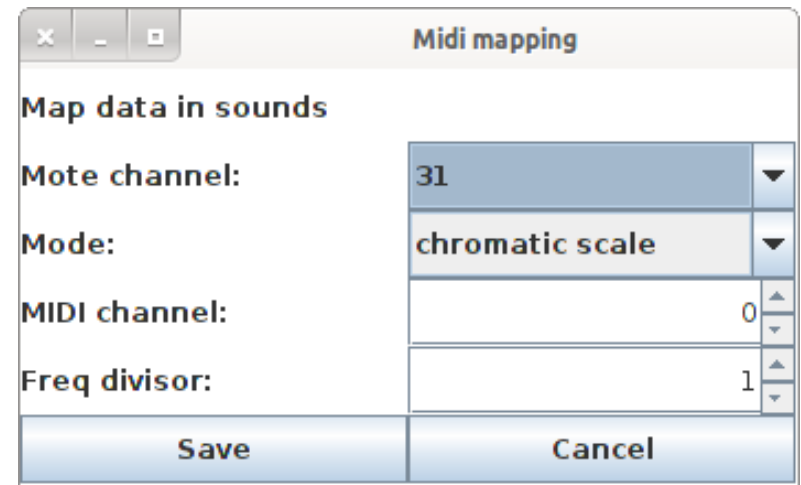 Midi mapping
Map data in sounds
Mote channel: 31
Mode: chromatic scale
MIDI channel: 0
Freq divisor: 1
Save Cancel